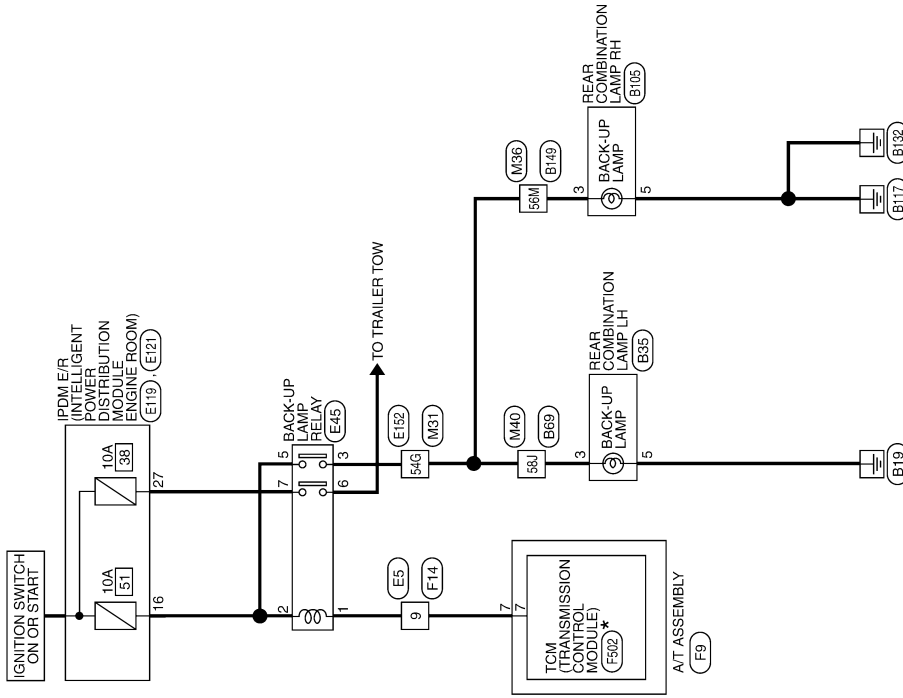 IGNITION SWITCH
ON OR START
IPDM E/R
(INTELLIGENT
POWER
DISTRIBUTION
MODULE
ENGINE ROOM)
E119 , E121
10A
51
10A
38
16
27
BACK-UP
LAMP
RELAY
E45
2
7
5
1
6
3
TO TRAILER TOW
E5
9
F14
E152
54G
M31
M36
56M
B149
M40
58J
B69
7
7
TCM
(TRANSMISSION
CONTROL
MODULE)
F502 *
A/T ASSEMBLY
F9
REAR
COMBINATION
LAMP LH
B35
3
BACK-UP
LAMP
5
REAR
COMBINATION
LAMP RH
B105
3
BACK-UP
LAMP
5
B19
B117
B132